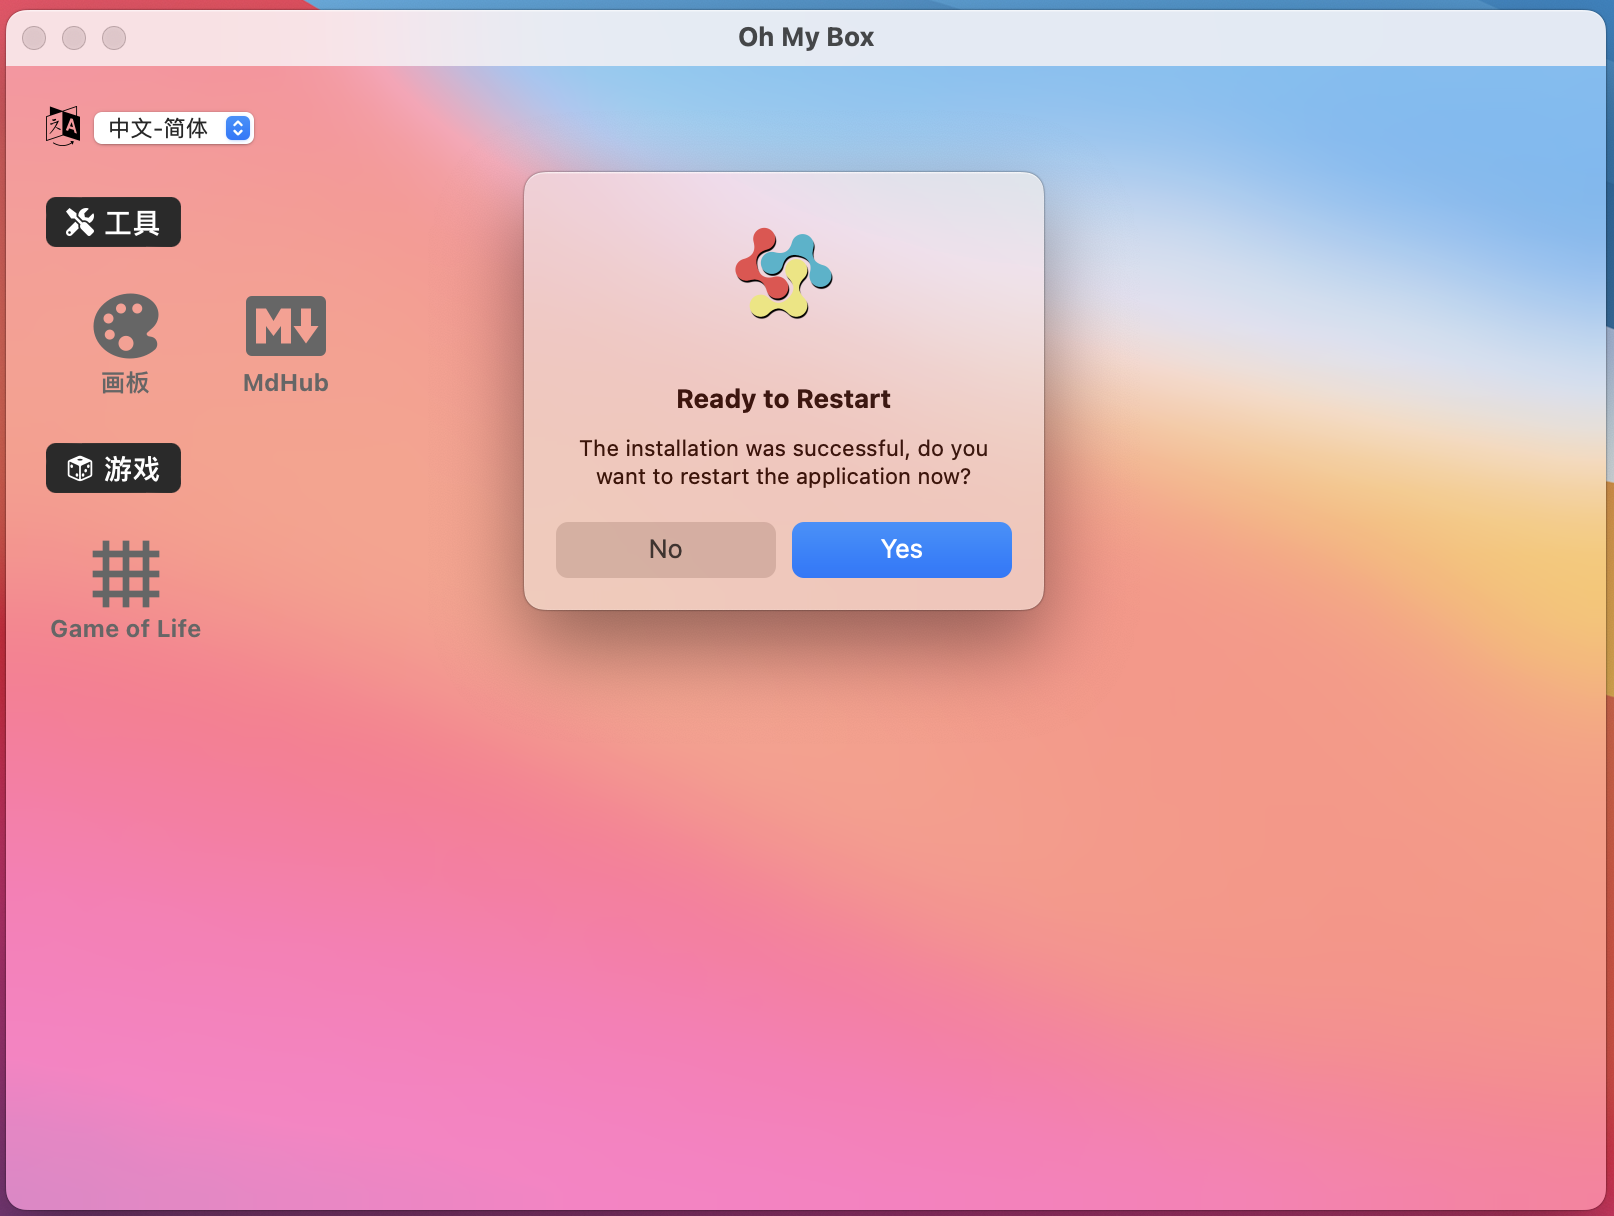 Oh My Box
中文-简体
工具
画板
MdHub
游戏
Game of Life
Ready to Restart
The installation was successful, do you
want to restart the application now?
No
Yes